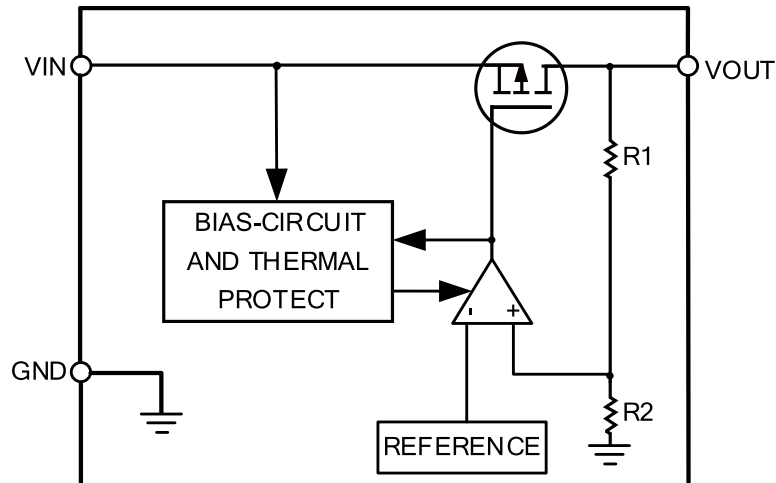 VIN
VOUT
R1
BIAS-CIRCUIT
AND THERMAL
PROTECT
- +
GND
R2
REFERENCE